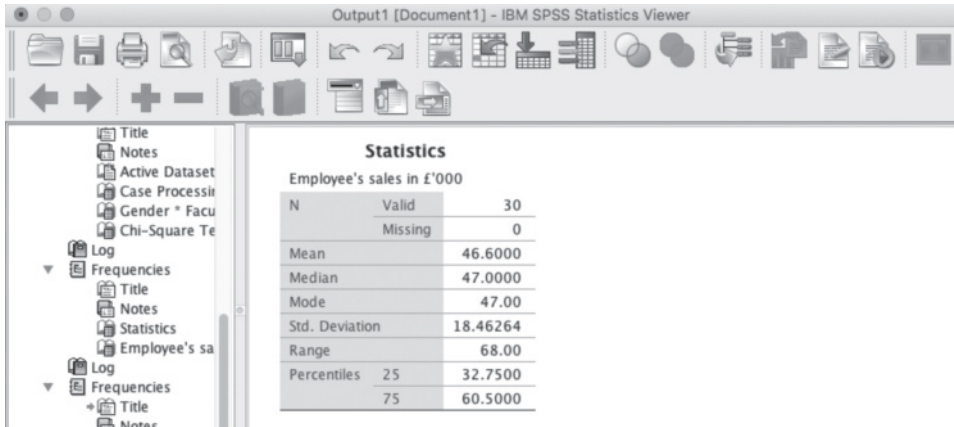 Output1 [Document1] - IBM SPSS Statistics Viewer
Title
Notes
Active Dataset
Case Processin
Gender * Facu
Chi-Square Te
Log
Frequencies
Title
Notes
Statistics
Employee's sa
Log
Frequencies
Title
Notes
Statistics
Employee's sales in £'000
N Valid 30
Missing 0
Mean 46.6000
Median 47.0000
Mode 47.00
Std. Deviation 18.46264
Range 68.00
Percentiles 25 32.7500
75 60.5000